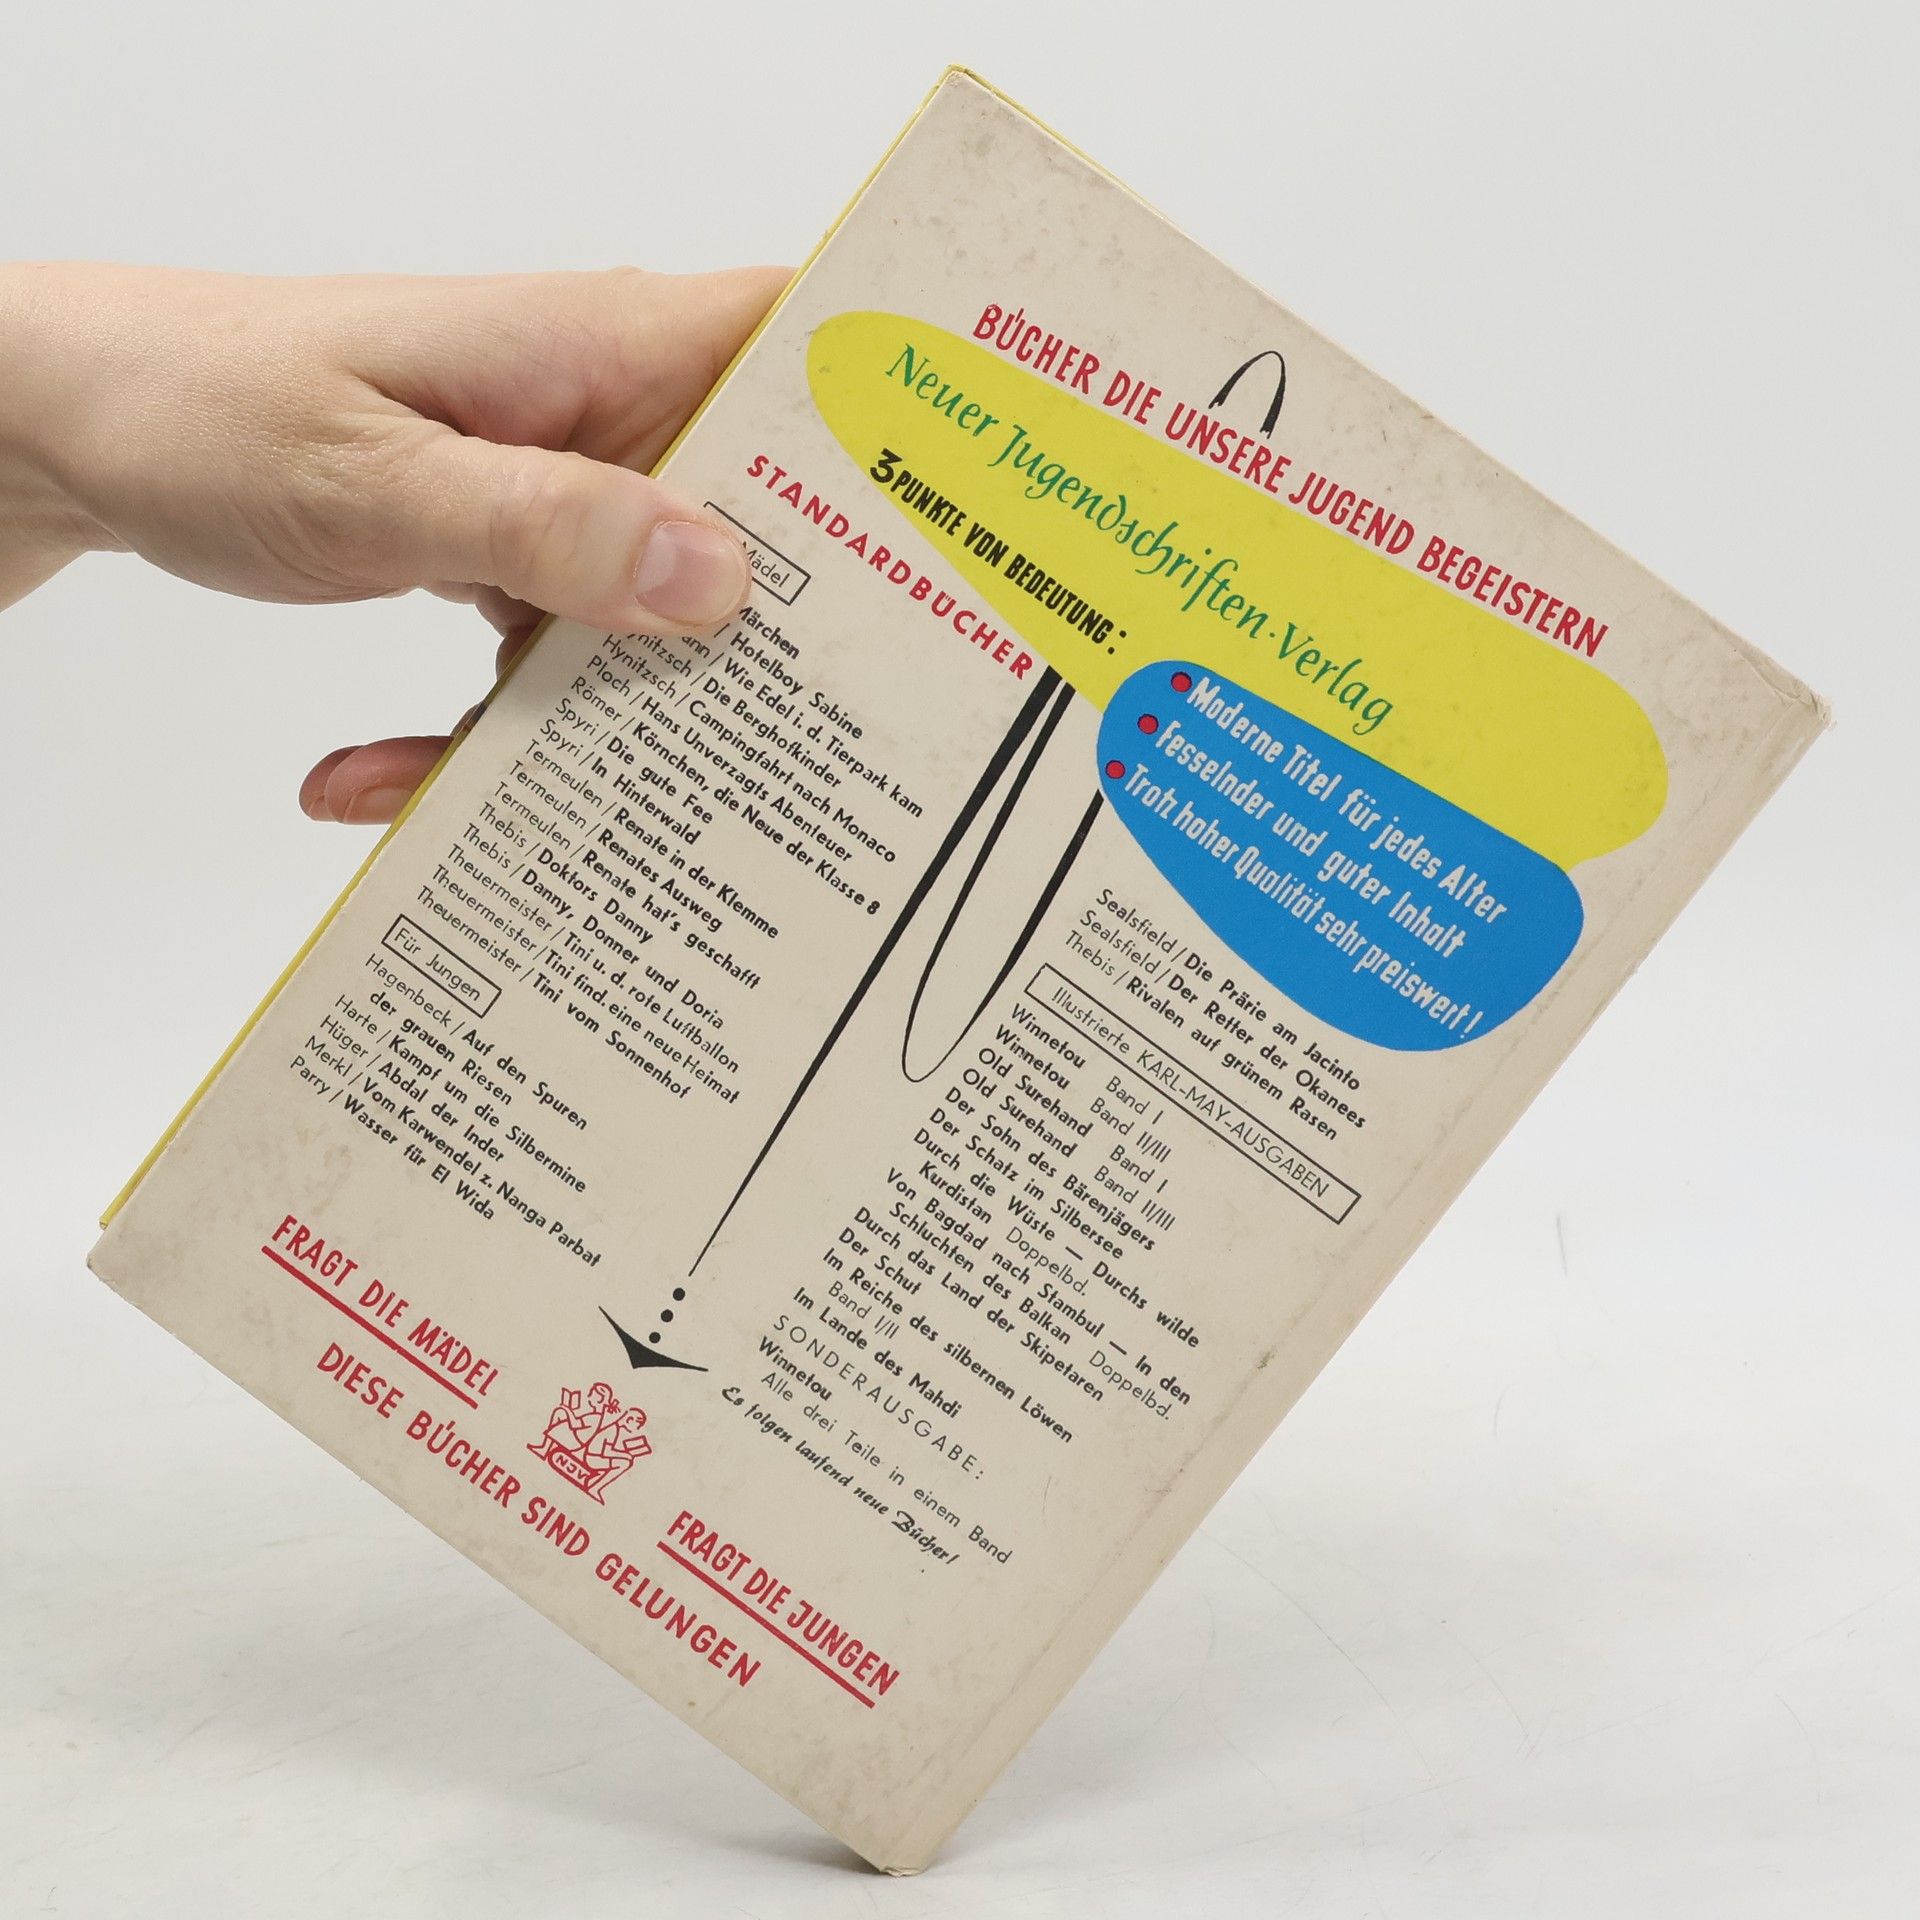 BÜCHER DIE UNSERE JUGEND BEGEISTERN
Neuer Jugendschriften-Verlag
3 PUNKTE VON BEDEUTUNG:
Moderne Titel für jedes Alter
Fesselnder und guter Inhalt
Trotz hoher Qualität sehr preiswert!
STANDARDBÜCHER
Mädel
Märchen
/ Hotelboy Sabine
/ Wie Edel i. d. Tierpark kam
/ Die Berghofkinder
Hynitzsch / Campingfahrt nach Monaco
Ploch / Hans Unverzagts Abenteuer
Römer / Körnchen, die Neue der Klasse 8
Spyri / Die gute Fee
Spyri / In Hinterwald
Termeulen / Renate in der Klemme
Termeulen / Renates Ausweg
Termeulen / Renate hat's geschafft
Thebis / Doktors Danny
Thebis / Danny, Donner und Doria
Theuermeister / Tini u. d. rote Luftballon
Theuermeister / Tini find. eine neue Heimat
Theuermeister / Tini vom Sonnenhof
Für Jungen
Hagenbeck / Auf den Spuren
der grauen Riesen
Harte / Kampf um die Silbermine
Hüger / Abdal der Inder
Merkl / Vom Karwendel z. Nanga Parbat
Parry / Wasser für El Wida
Sealsfield / Die Prärie am Jacinto
Sealsfield / Der Retter der Okanees
Thebis / Rivalen auf grünem Rasen
Illustrierte KARL-MAY-AUSGABEN
Winnetou Band I
Winnetou Band II/III
Old Surehand Band I
Old Surehand Band II/III
Der Sohn des Bärenjägers
Der Schatz im Silbersee
Durch die Wüste — Durchs wilde
Kurdistan Doppelbd.
Von Bagdad nach Stambul — In den
Schluchten des Balkan Doppelbd.
Durch das Land der Skipetaren
Der Schut
Im Reiche des silbernen Löwen
Band I/II
Im Lande des Mahdi
SONDERAUSGABE:
Winnetou
Alle drei Teile in einem Band
Es folgen laufend neue Bücher!
FRAGT DIE MÄDEL
NJV
FRAGT DIE JUNGEN
DIESE BÜCHER SIND GELUNGEN